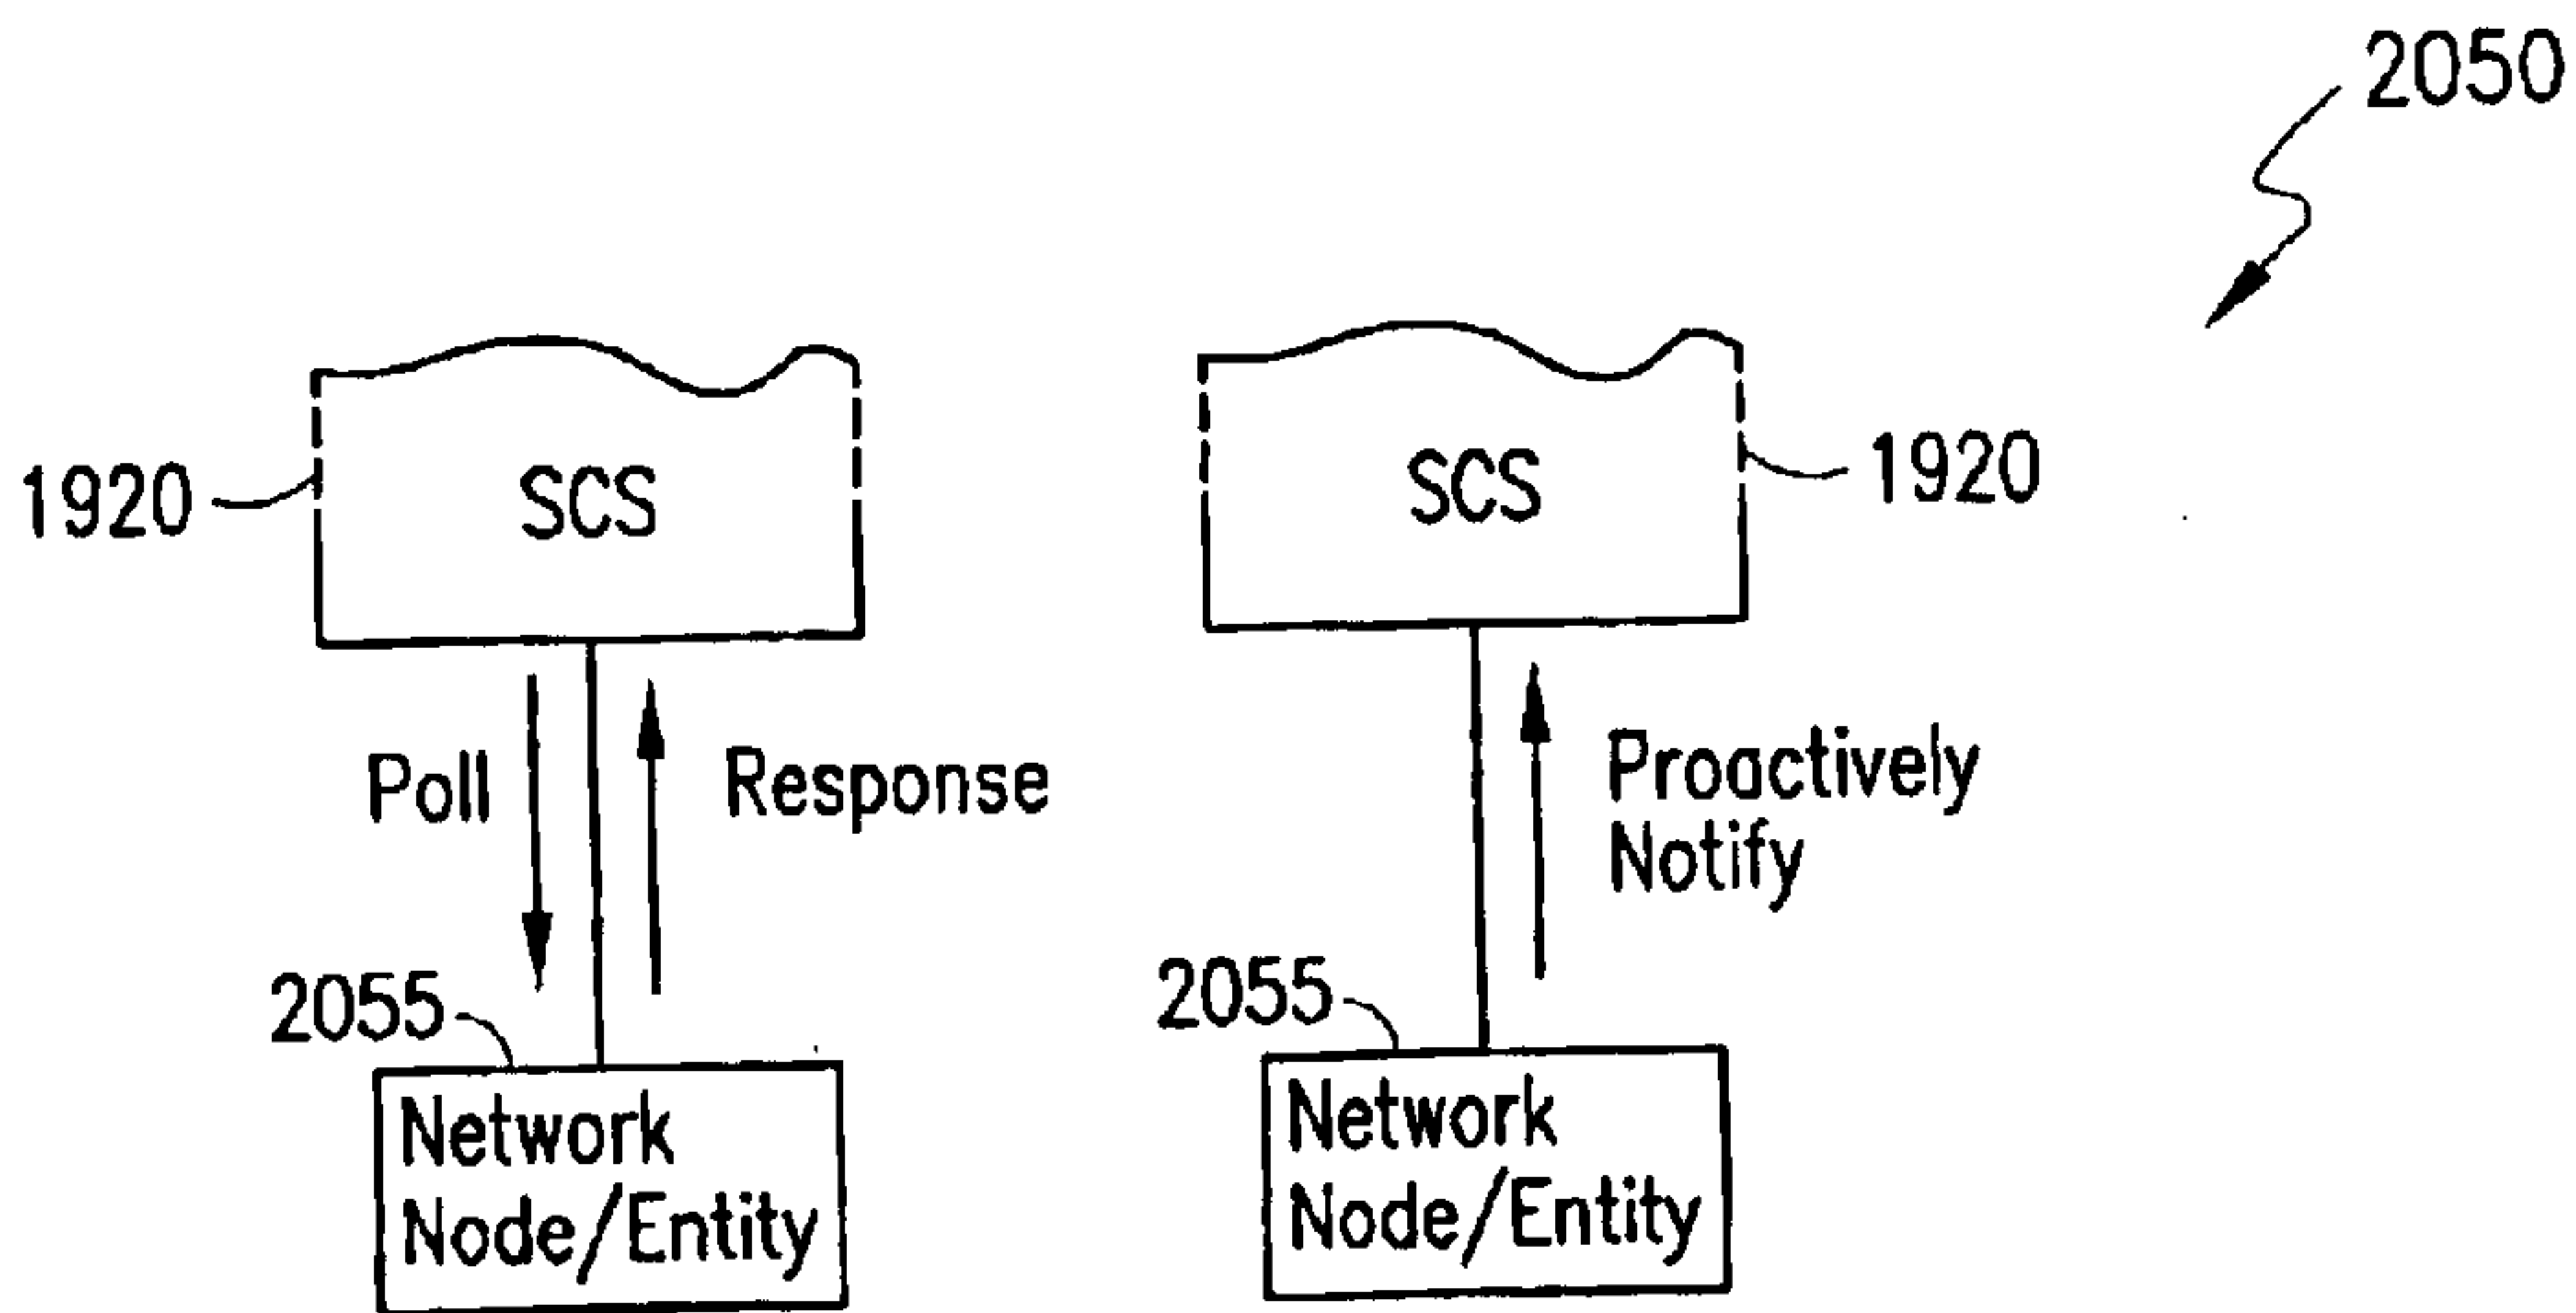 2050
1920
SCS
SCS
1920
Poll
Response
Proactively
Notify
2055
2055
Network
Node/Entity
Network
Node/Entity